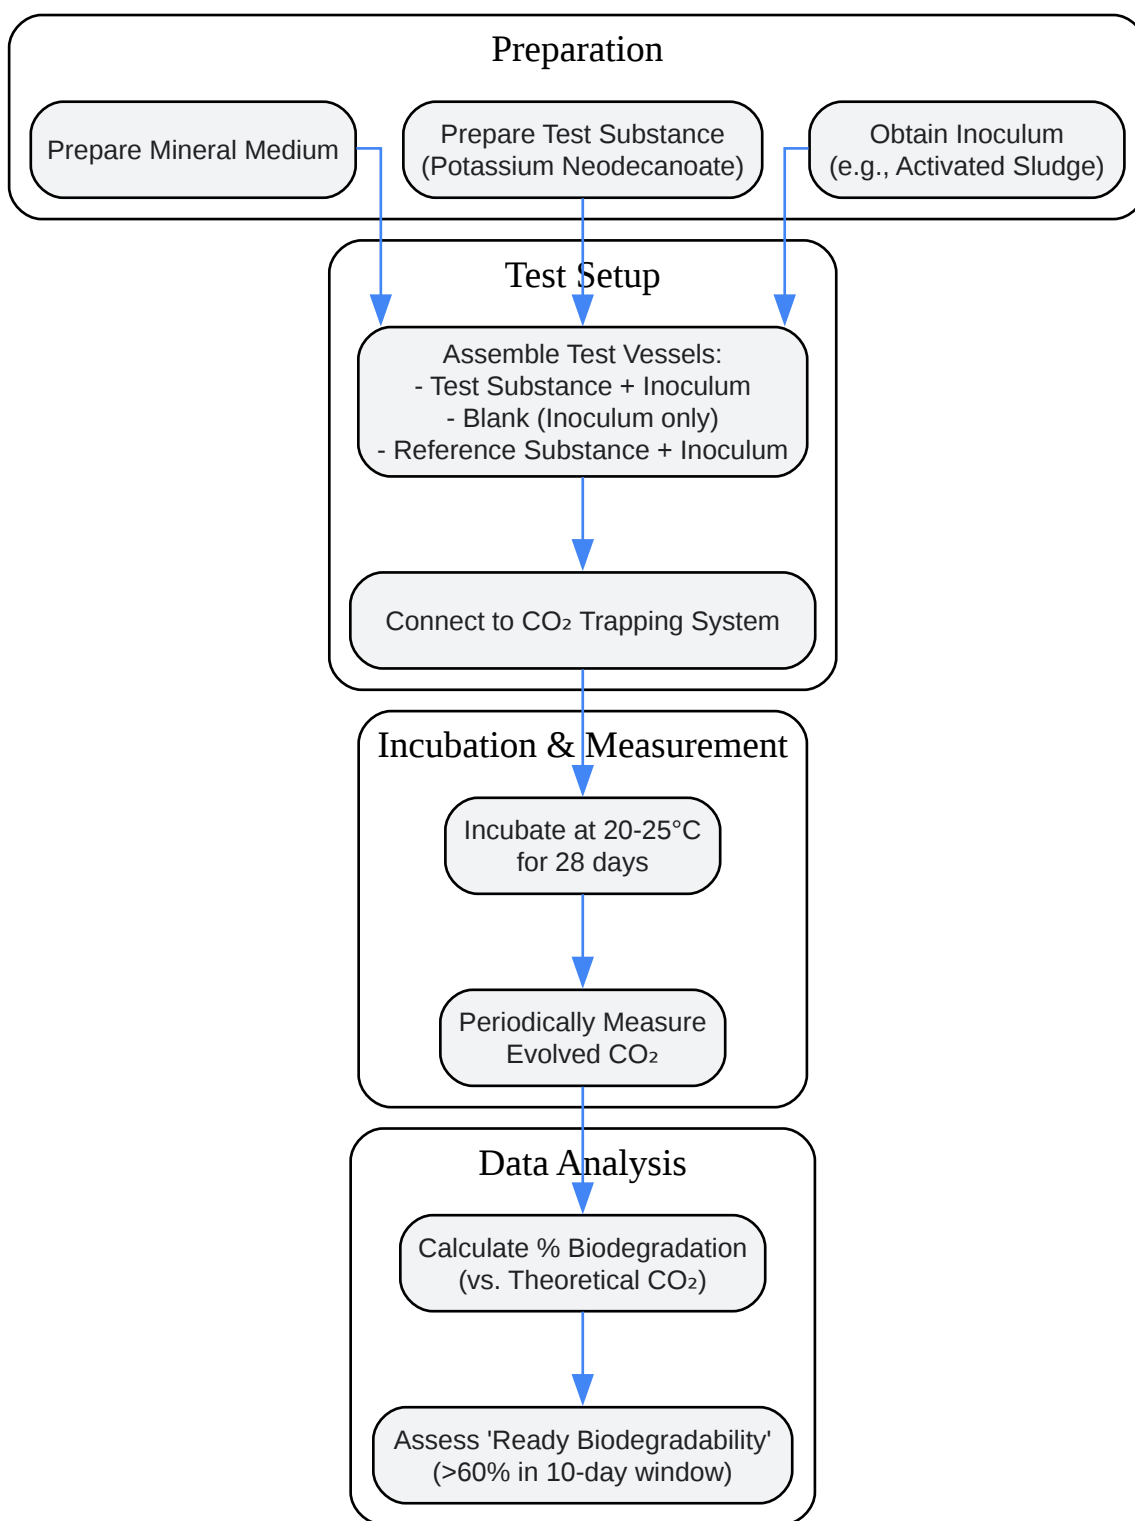 Preparation
Prepare Mineral Medium
Prepare Test Substance
(Potassium Neodecanoate)
Obtain Inoculum
(e.g., Activated Sludge)
Test Setup
Assemble Test Vessels:
- Test Substance + Inoculum
- Blank (Inoculum only)
- Reference Substance + Inoculum
Connect to CO₂ Trapping System
Incubation & Measurement
Incubate at 20-25°C
for 28 days
Periodically Measure
Evolved CO₂
Data Analysis
Calculate % Biodegradation
(vs. Theoretical CO₂)
Assess 'Ready Biodegradability'
(>60% in 10-day window)